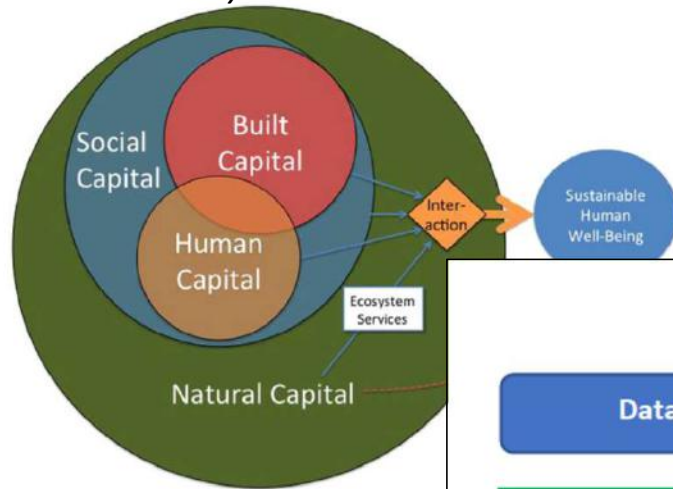 Social
Capital
Built
Capital
Human
Capital
Inter-
action
Sustainable
Human
Well-Being
Ecosystem
Services
Natural Capital